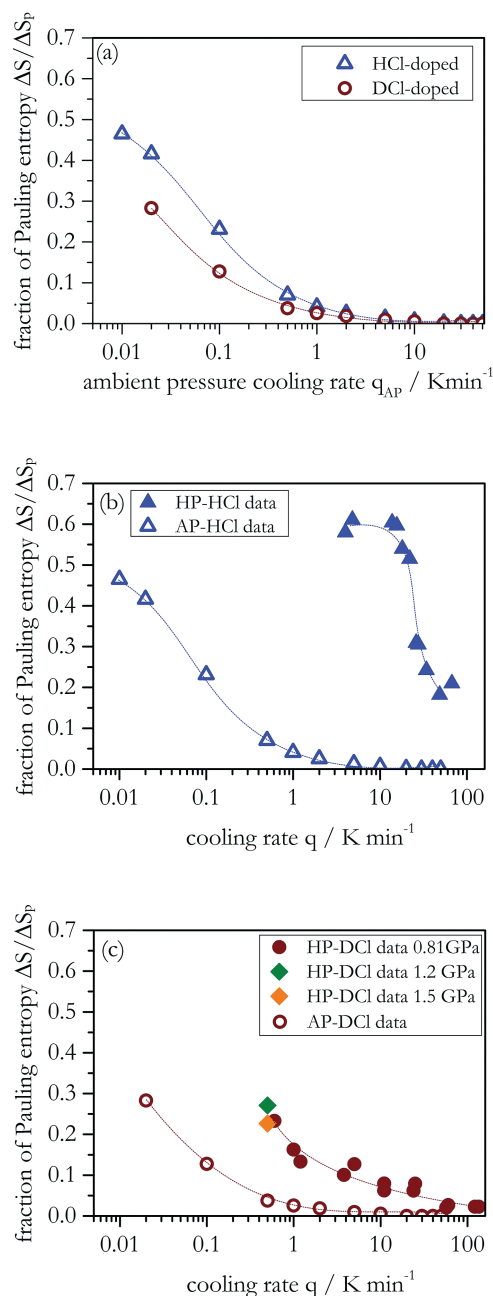 (a)
HCl-doped
DCl-doped
fraction of Pauling entropy ΔS/ΔSp
0.7
0.6
0.5
0.4
0.3
0.2
0.1
0.0
0.01
0.1
1
10
ambient pressure cooling rate qAP / Kmin-1
(b)
HP-HCl data
AP-HCl data
fraction of Pauling entropy ΔS/ΔSp
0.7
0.6
0.5
0.4
0.3
0.2
0.1
0.0
0.01
0.1
1
10
100
cooling rate q / K min-1
(c)
HP-DCl data 0.81GPa
HP-DCl data 1.2 GPa
HP-DCl data 1.5 GPa
AP-DCl data
fraction of Pauling entropy ΔS/ΔSp
0.7
0.6
0.5
0.4
0.3
0.2
0.1
0.0
0.01
0.1
1
10
100
cooling rate q / K min-1